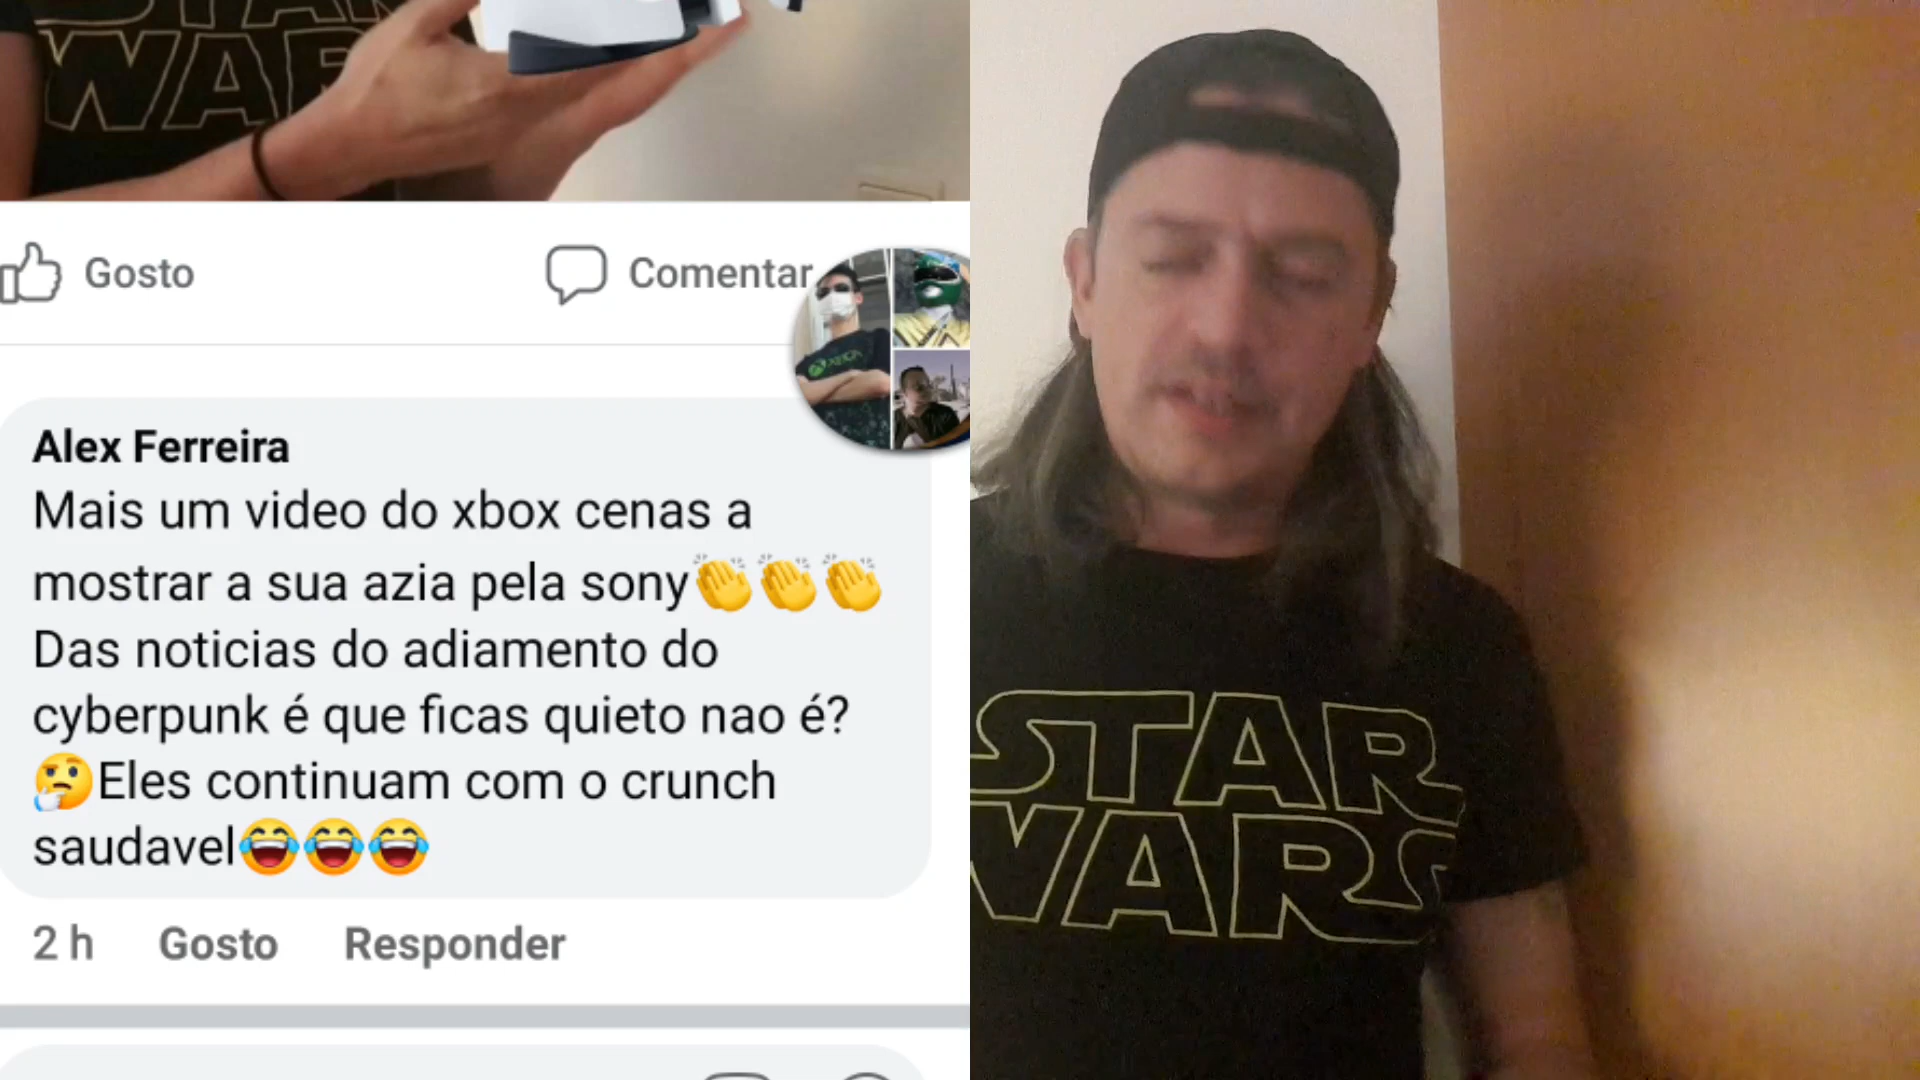 WAR
Gosto
Comentar
Alex Ferreira
Mais um video do xbox cenas a
mostrar a sua azia pela sony👏👏👏
Das noticias do adiamento do
cyberpunk é que ficas quieto nao é?
🤔Eles continuam com o crunch
saudavel😂😂😂
2 h Gosto Responder
STAR
WARS